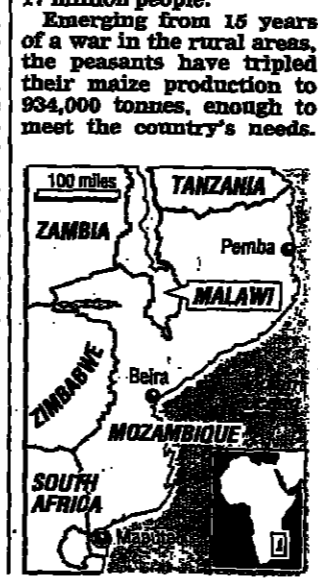 17 million people.
Emerging from 15 years
of a war in the rural areas,
the peasants have tripled
their maize production to
934,000 tonnes, enough to
meet the country's needs.
100 miles
TANZANIA
ZAMBIA
Pemba
MALAWI
ZIMBABWE
Beira
MOZAMBIQUE
SOUTH
AFRICA
Maputo